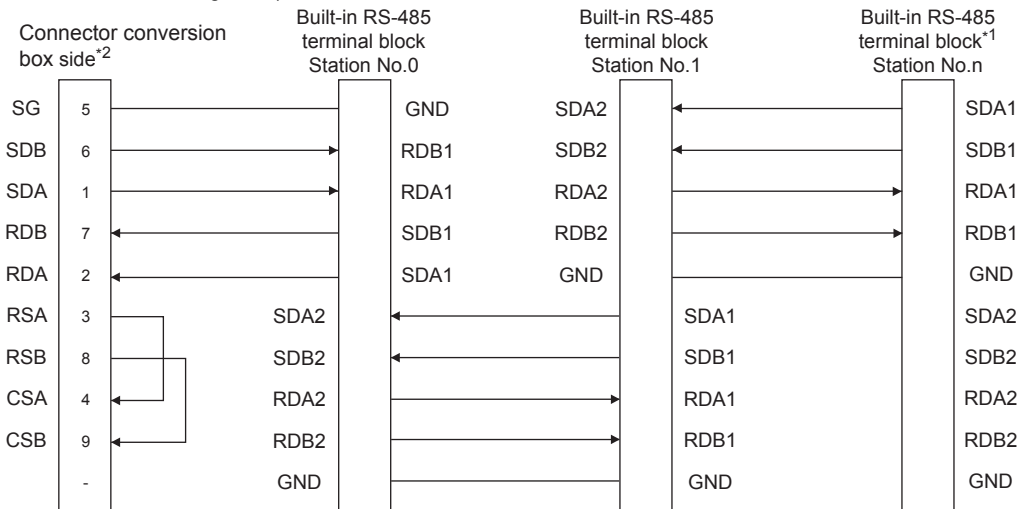 Connector conversion
box side*2
Built-in RS-485
terminal block
Station No.0
Built-in RS-485
terminal block
Station No.1
Built-in RS-485
terminal block*1
Station No.n
SG 5 GND SDA2 SDA1
SDB 6 RDB1 SDB2 SDB1
SDA 1 RDA1 RDA2 RDA1
RDB 7 SDB1 RDB2 RDB1
RDA 2 SDA1 GND GND
RSA 3 SDA2 SDA1 SDA2
RSB 8 SDB2 SDB1 SDB2
CSA 4 RDA2 RDA1 RDA2
CSB 9 RDB2 RDB1 RDB2
- GND GND GND